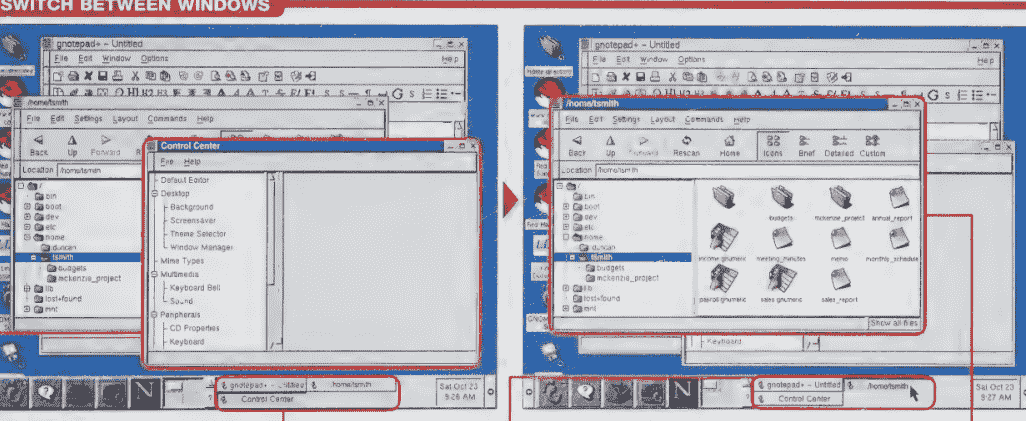 SWITCH BETWEEN WINDOWS
gnotepad+ - Untitled
File Edit Window Options Help
/home/tsmith
File Edit Settings Layout Commands Help
Back Up Forward
Location /home/tsmith
/
bin
boot
dev
etc
home
duncan
tsmith
budgets
mckenzie_project
lib
lost+found
mnt
Control Center
File Help
Default Editor
Desktop
Background
Screensaver
Theme Selector
Window Manager
Mime Types
Multimedia
Keyboard Bell
Sound
Peripherals
CD Properties
Keyboard
gnotepad+ - Untitled /home/tsmith
Control Center
Sat Oct 23
9:26 AM
gnotepad+ - Untitled
File Edit Window Options Help
/home/tsmith
File Edit Settings Layout Commands Help
Back Up Forward Rescan Home Icons Brief Detailed Custom
Location /home/tsmith
/
bin
boot
dev
etc
home
duncan
tsmith
budgets
mckenzie_project
lib
lost+found
mnt
budgets mckenzie_project annual_report
income.gnumeric meeting_minutes memo monthly_schedule
payroll.gnumeric sales.gnumeric sales_report
Show all files
Keyboard
gnotepad+ - Untitled /home/tsmith
Control Center
Sat Oct 23
9:27 AM